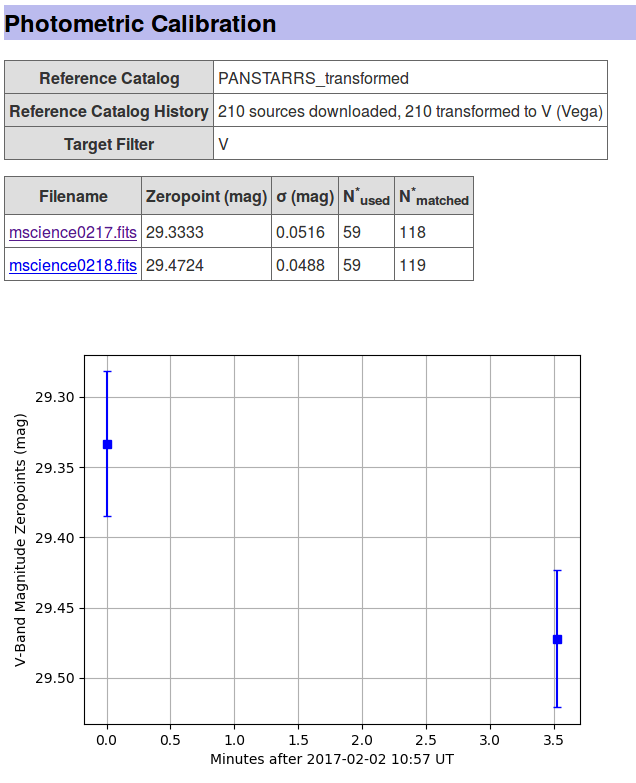 Photometric Calibration
Reference Catalog PANSTARRS_transformed
Reference Catalog History 210 sources downloaded, 210 transformed to V (Vega)
Target Filter V
Filename Zeropoint (mag) σ (mag) N*used N*matched
mscience0217.fits 29.3333 0.0516 59 118
mscience0218.fits 29.4724 0.0488 59 119
V-Band Magnitude Zeropoints (mag)
29.30
29.35
29.40
29.45
29.50
0.0 0.5 1.0 1.5 2.0 2.5 3.0 3.5
Minutes after 2017-02-02 10:57 UT